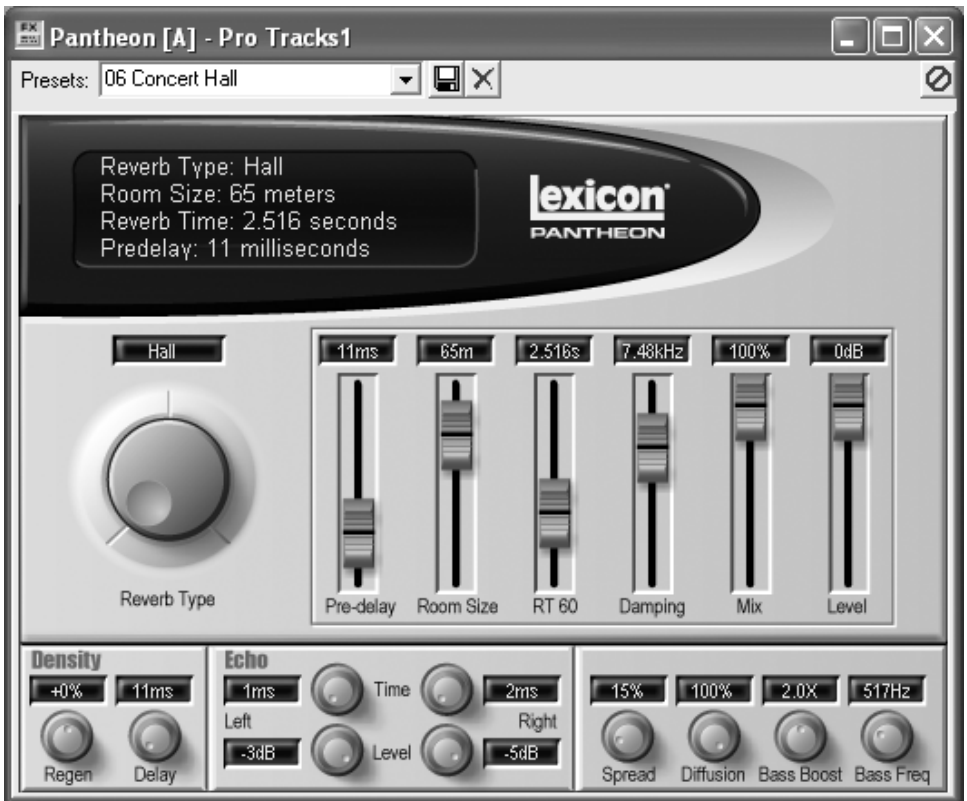 Pantheon [A] - Pro Tracks1
Presets: 06 Concert Hall
Reverb Type: Hall
Room Size: 65 meters
Reverb Time: 2.516 seconds
Predelay: 11 milliseconds
lexicon
PANTHEON
Hall
11ms 65m 2.516s 7.48kHz 100% 0dB
Reverb Type
Pre-delay Room Size RT 60 Damping Mix Level
Density
+0% 11ms
Regen Delay
Echo
1ms Time 2ms
Left Right
-3dB Level -5dB
15% 100% 2.0X 517Hz
Spread Diffusion Bass Boost Bass Freq